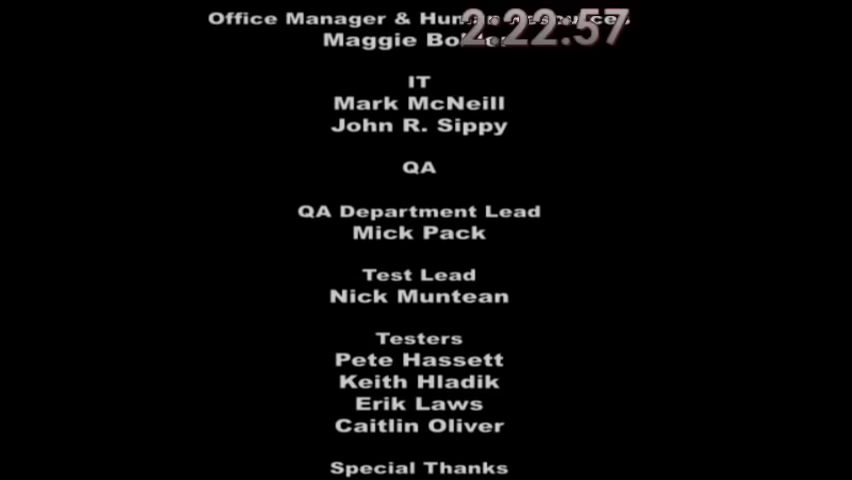 Office Manager & Human Resources
2:22:57
Maggie
IT
Mark McNeill
John R. Sippy
QA
QA Department Lead
Mick Pack
Test Lead
Nick Muntean
Testers
Pete Hassett
Keith Hladik
Erik Laws
Caitlin Oliver
Special Thanks